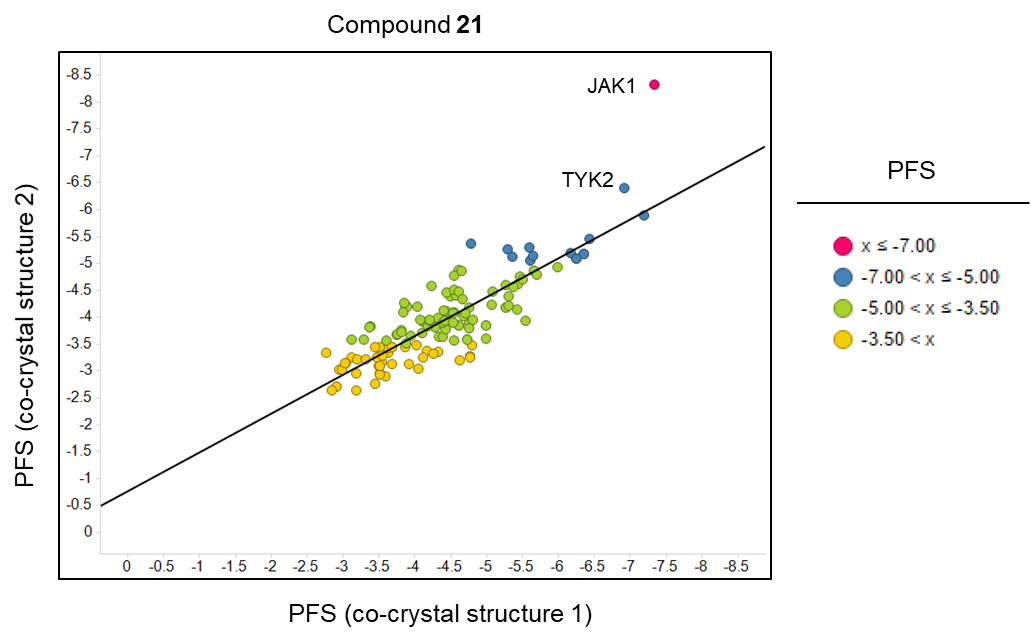 Compound 21
PFS (co-crystal structure 2)
-8.5
-8
-7.5
-7
-6.5
-6
-5.5
-5
-4.5
-4
-3.5
-3
-2.5
-2
-1.5
-1
-0.5
0
JAK1
TYK2
0 -0.5 -1 -1.5 -2 -2.5 -3 -3.5 -4 -4.5 -5 -5.5 -6 -6.5 -7 -7.5 -8 -8.5
PFS (co-crystal structure 1)
PFS
x ≤ -7.00
-7.00 < x ≤ -5.00
-5.00 < x ≤ -3.50
-3.50 < x